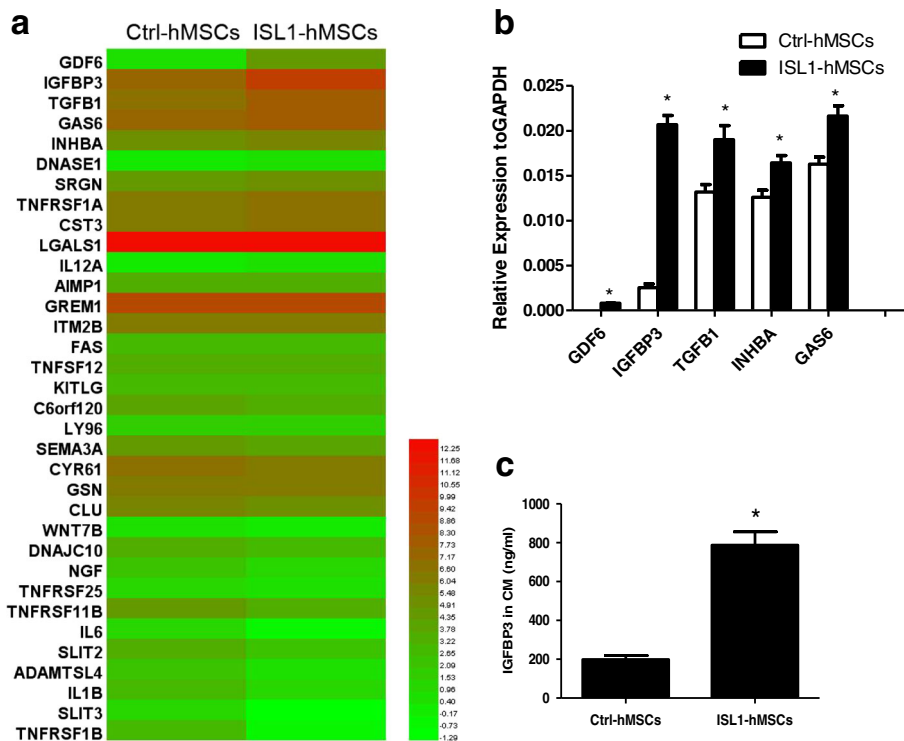 a
Ctrl-hMSCs ISL1-hMSCs
GDF6
IGFBP3
TGFB1
GAS6
INHBA
DNASE1
SRGN
TNFRSF1A
CST3
LGALS1
IL12A
AIMP1
GREM1
ITM2B
FAS
TNFSF12
KITLG
C6orf120
LY96
SEMA3A
CYR61
GSN
CLU
WNT7B
DNAJC10
NGF
TNFRSF25
TNFRSF11B
IL6
SLIT2
ADAMTSL4
IL1B
SLIT3
TNFRSF1B
12.25
11.68
11.12
10.55
9.99
9.42
8.86
8.30
7.73
7.17
6.60
6.04
5.48
4.91
4.35
3.78
3.22
2.65
2.09
1.53
0.96
0.40
-0.17
-0.73
-1.29
b
Ctrl-hMSCs
ISL1-hMSCs
Relative Expression toGAPDH
0.025
0.020
0.015
0.010
0.005
0.000
* * * * *
GDF6 IGFBP3 TGFB1 INHBA GAS6
c
IGFBP3 in CM (ng/ml)
1000
800
600
400
200
0
*
Ctrl-hMSCs ISL1-hMSCs